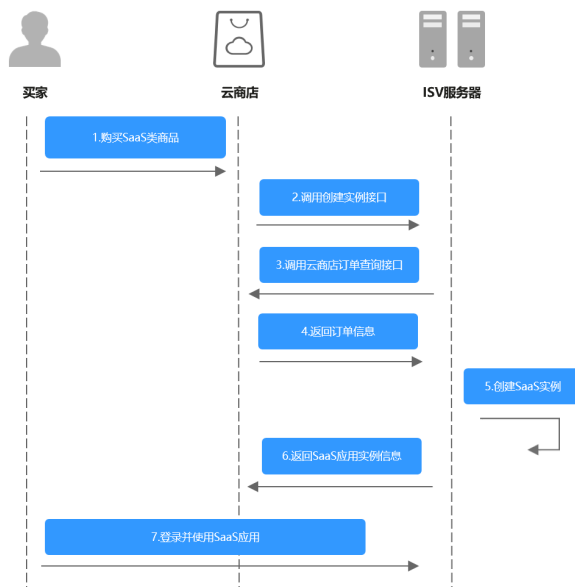 买家
云商店
ISV服务器
1.购买SaaS类商品
2.调用创建实例接口
3.调用云商店订单查询接口
4.返回订单信息
5.创建SaaS实例
6.返回SaaS应用实例信息
7.登录并使用SaaS应用